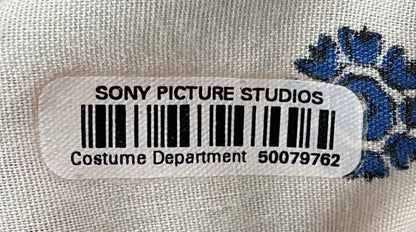 SONY PICTURE STUDIOS
Costume Department 50079762